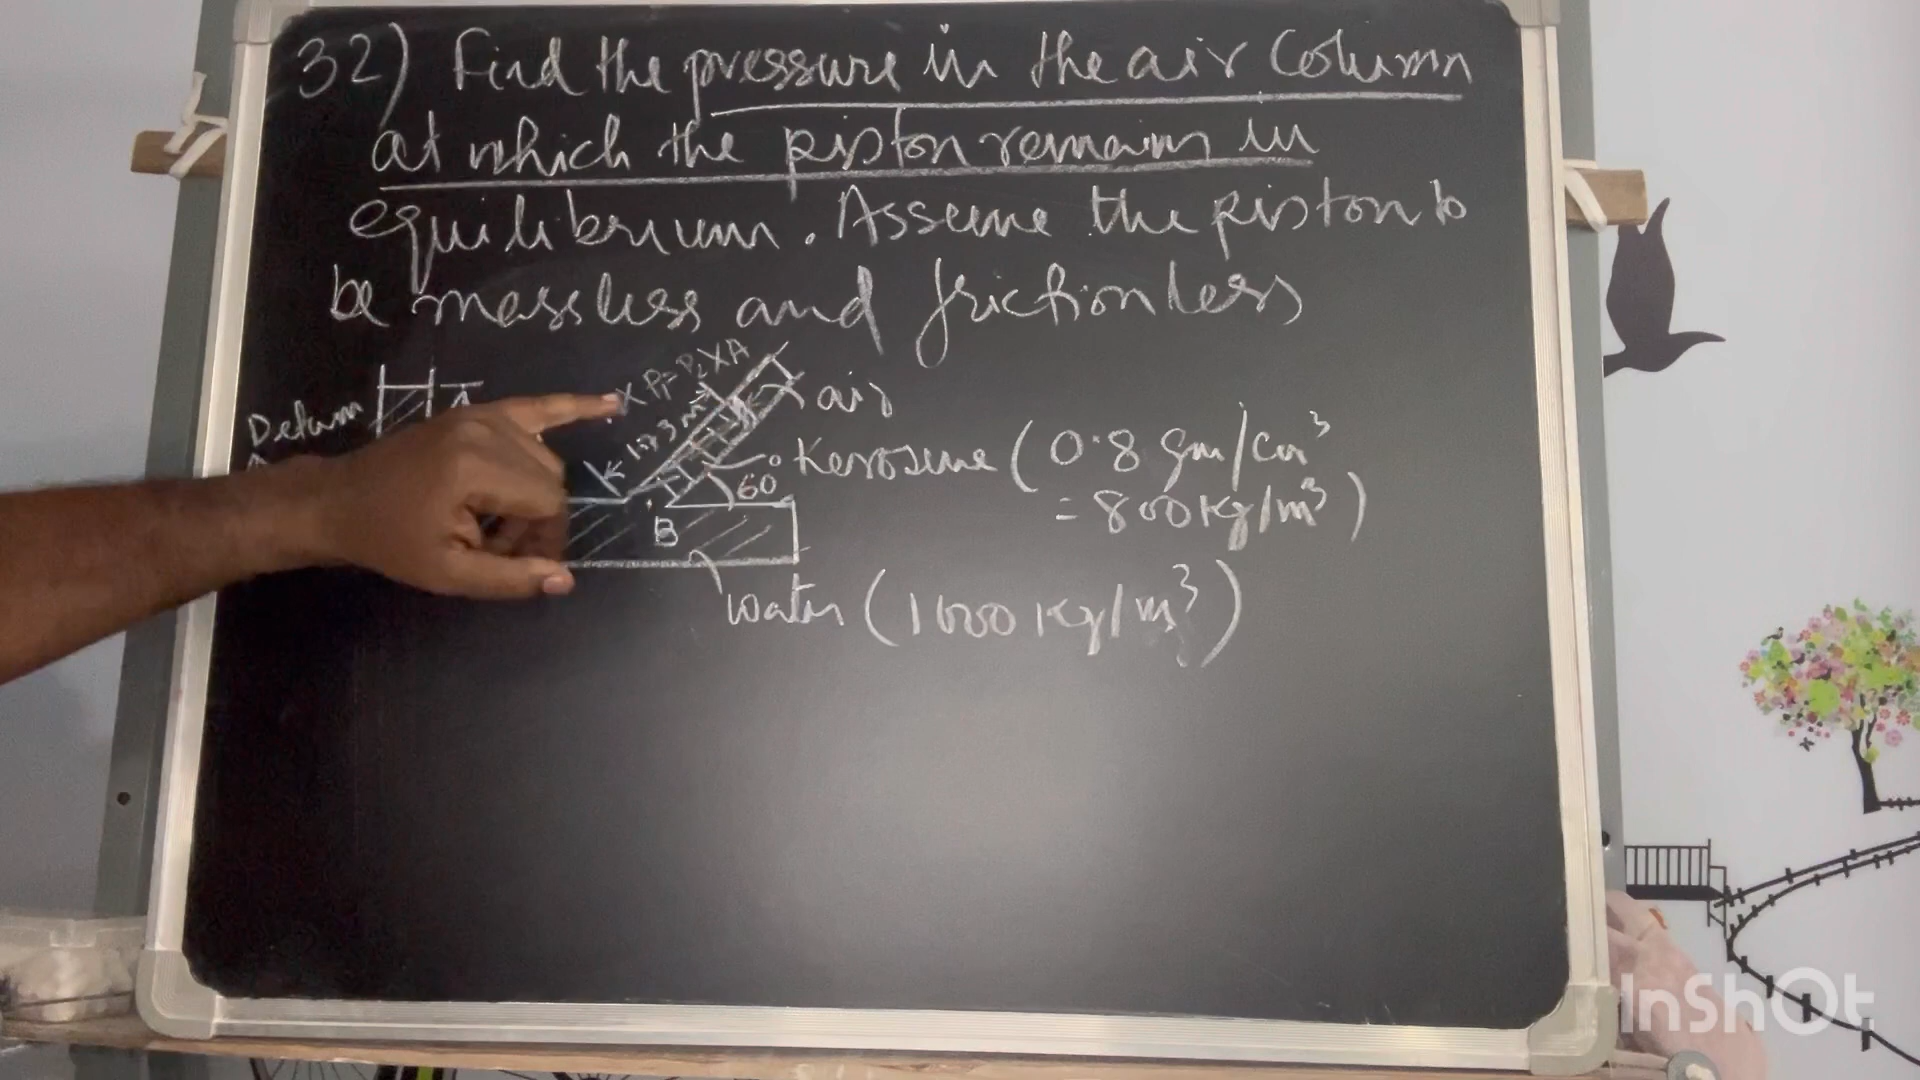 32) Find the pressure in the air Column
at which the piston remains in
equilibrium. Assume the piston to
be massless and frictionless
X P1 = P2 X A
1.73 m
air
Detam
Kerosine ( 0.8 gm/cm³
= 800 Kg/m³ )
60°
B
water ( 1000 Kg/m³ )
InShOt